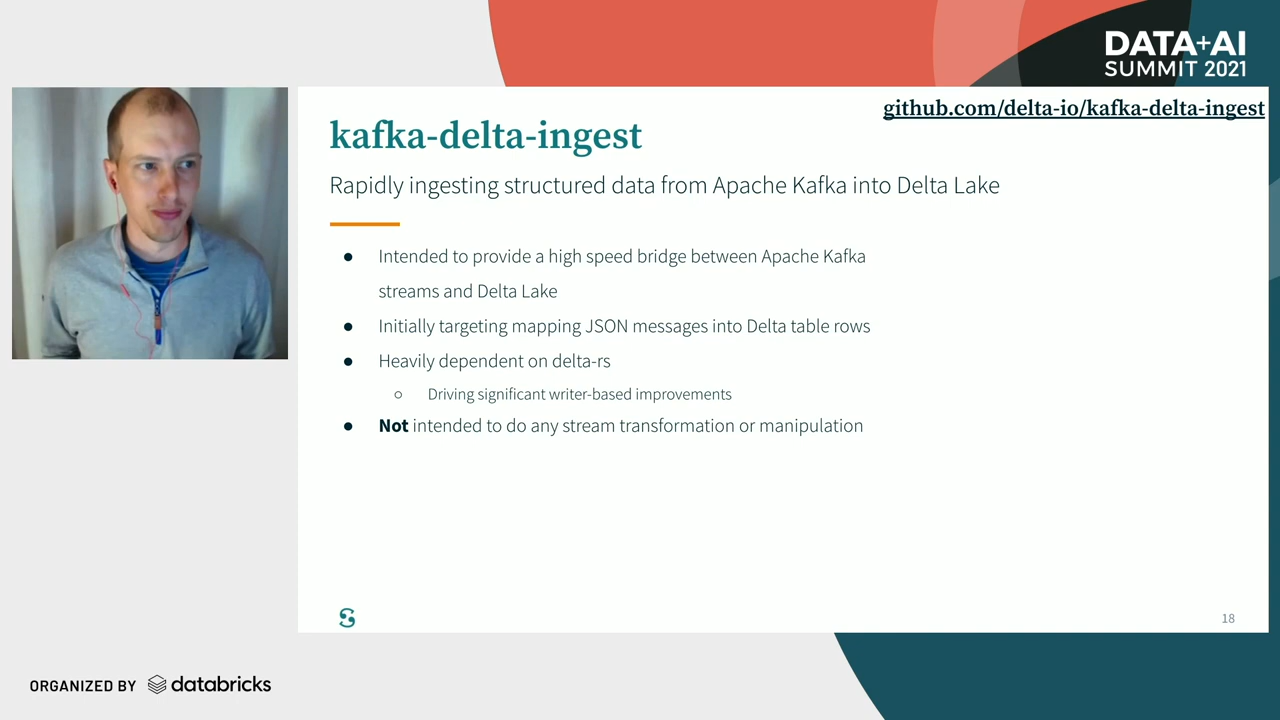 DATA+AI
SUMMIT 2021
github.com/delta-io/kafka-delta-ingest
kafka-delta-ingest
Rapidly ingesting structured data from Apache Kafka into Delta Lake
● Intended to provide a high speed bridge between Apache Kafka
streams and Delta Lake
● Initially targeting mapping JSON messages into Delta table rows
● Heavily dependent on delta-rs
○ Driving significant writer-based improvements
● Not intended to do any stream transformation or manipulation
18
ORGANIZED BY databricks